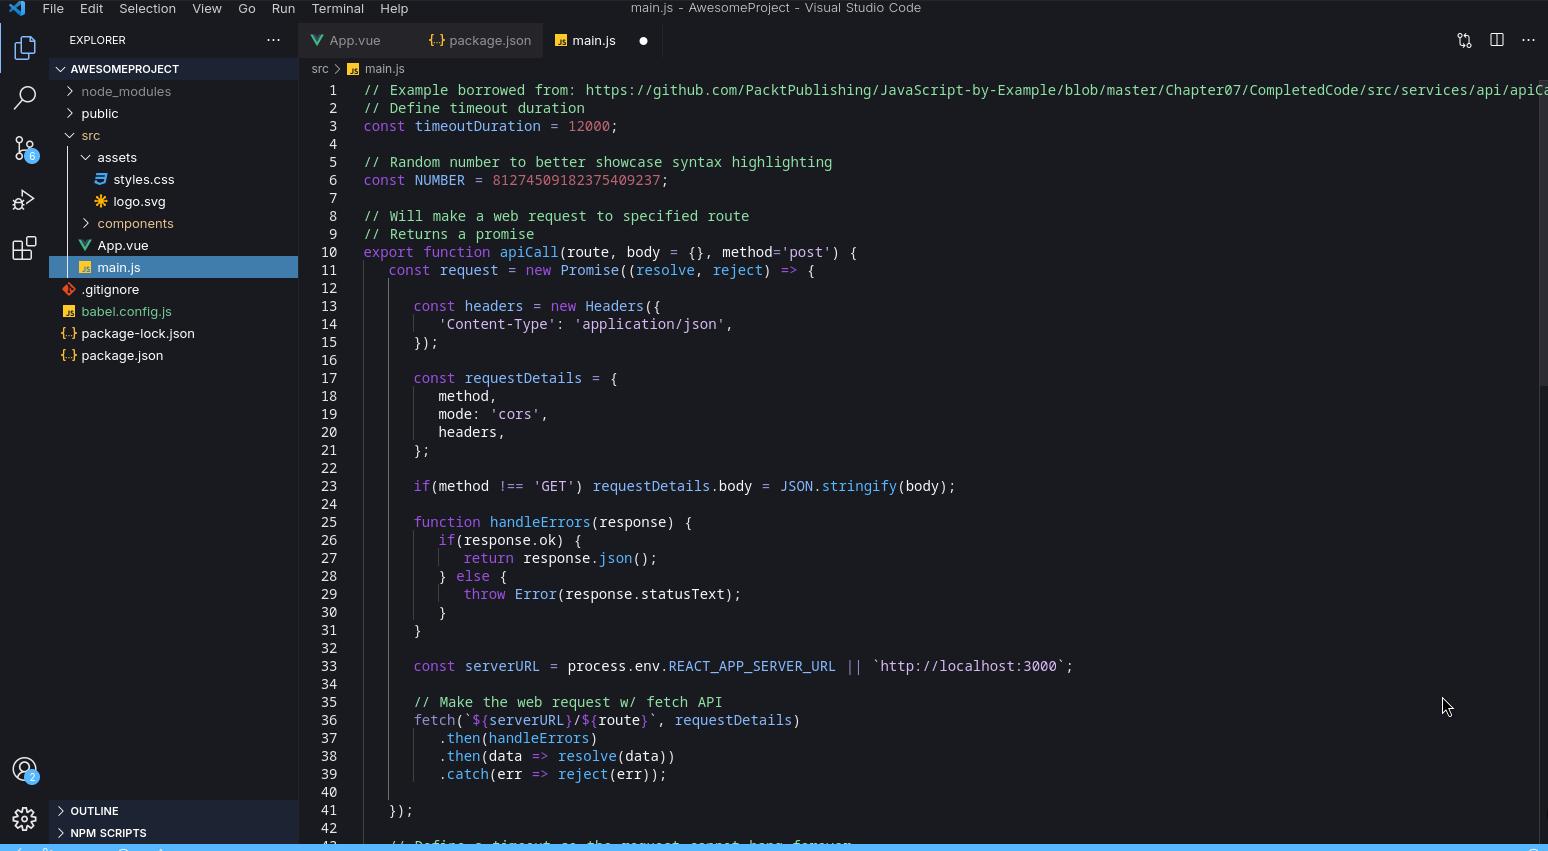 File Edit Selection View Go Run Terminal Help
main.js - AwesomeProject - Visual Studio Code
EXPLORER
AWESOMEPROJECT
node_modules
public
src
assets
styles.css
logo.svg
components
App.vue
main.js
.gitignore
babel.config.js
package-lock.json
package.json
OUTLINE
NPM SCRIPTS
6
2
App.vue
package.json
main.js
src > main.js
1 // Example borrowed from: https://github.com/PacktPublishing/JavaScript-by-Example/blob/master/Chapter07/CompletedCode/src/services/api/apiCa
2 // Define timeout duration
3 const timeoutDuration = 12000;
4
5 // Random number to better showcase syntax highlighting
6 const NUMBER = 81274509182375409237;
7
8 // Will make a web request to specified route
9 // Returns a promise
10 export function apiCall(route, body = {}, method='post') {
11 const request = new Promise((resolve, reject) => {
12
13 const headers = new Headers({
14 'Content-Type': 'application/json',
15 });
16
17 const requestDetails = {
18 method,
19 mode: 'cors',
20 headers,
21 };
22
23 if(method !== 'GET') requestDetails.body = JSON.stringify(body);
24
25 function handleErrors(response) {
26 if(response.ok) {
27 return response.json();
28 } else {
29 throw Error(response.statusText);
30 }
31 }
32
33 const serverURL = process.env.REACT_APP_SERVER_URL || `http://localhost:3000`;
34
35 // Make the web request w/ fetch API
36 fetch(`${serverURL}/${route}`, requestDetails)
37 .then(handleErrors)
38 .then(data => resolve(data))
39 .catch(err => reject(err));
40
41 });
42
43 // Define a timeout so the request cannot hang forever